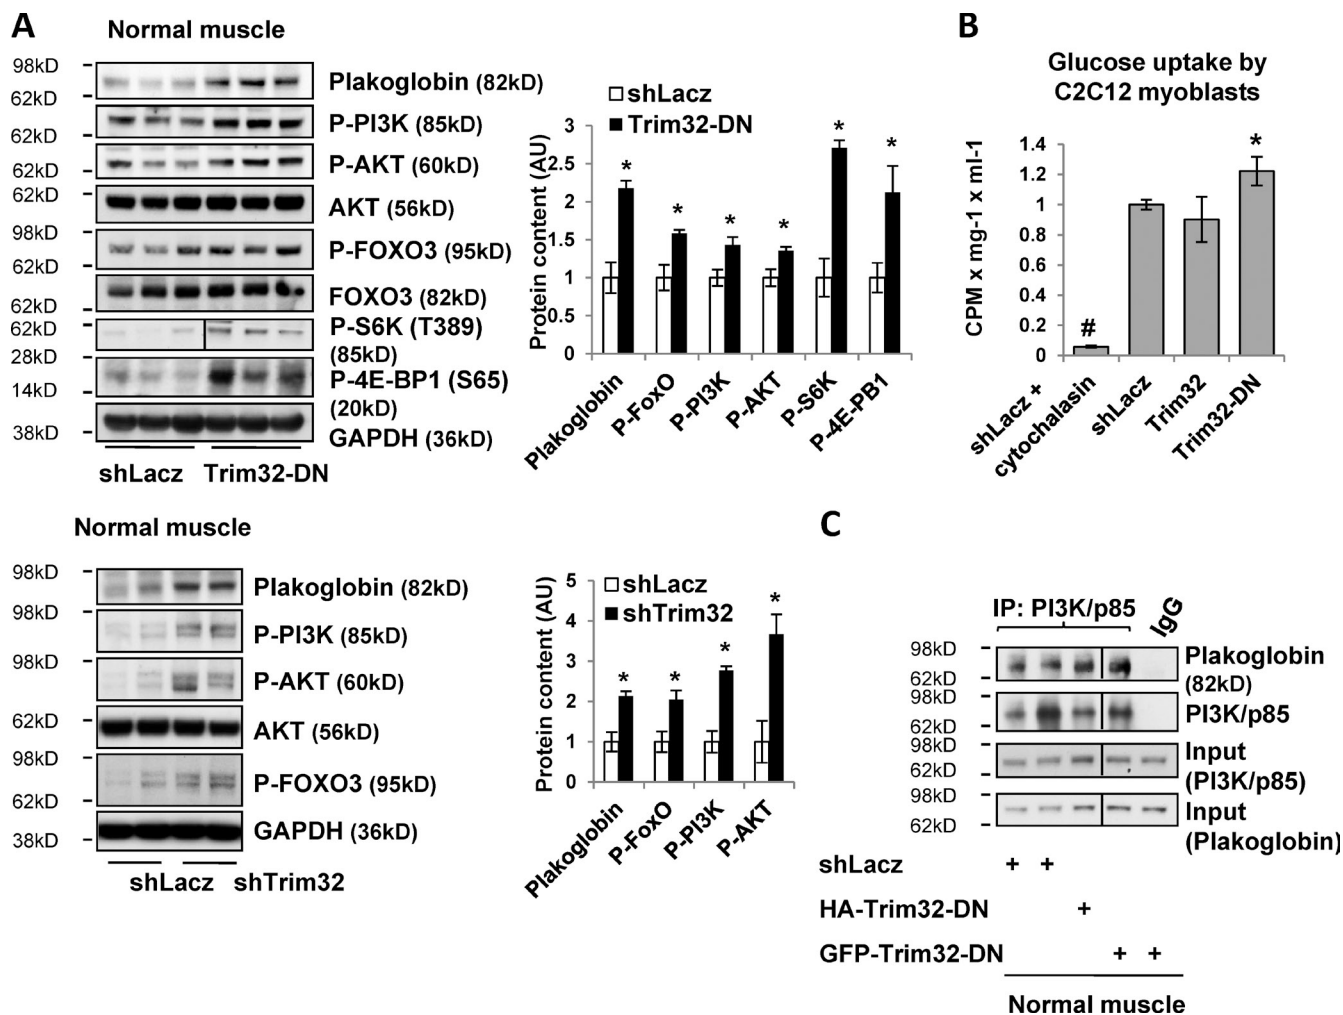 A
Normal muscle
98kD
62kD
62kD
62kD
62kD
98kD
62kD
62kD
62kD
28kD
14kD
38kD
Plakoglobin (82kD)
P-PI3K (85kD)
P-AKT (60kD)
AKT (56kD)
P-FOXO3 (95kD)
FOXO3 (82kD)
P-S6K (T389)
(85kD)
P-4E-BP1 (S65)
(20kD)
GAPDH (36kD)
shLacz Trim32-DN
shLacz
Trim32-DN
Protein content (AU)
3
2.5
2
1.5
1
0.5
0
* * * * * *
Plakoglobin
P-FoxO
P-PI3K
P-AKT
P-S6K
P-4E-PB1
B
Glucose uptake by
C2C12 myoblasts
CPM x mg-1 x ml-1
1.4
1.2
1
0.8
0.6
0.4
0.2
0
# *
shLacz +
cytochalasin
shLacz
Trim32
Trim32-DN
Normal muscle
98kD
62kD
98kD
98kD
62kD
98kD
62kD
38kD
Plakoglobin (82kD)
P-PI3K (85kD)
P-AKT (60kD)
AKT (56kD)
P-FOXO3 (95kD)
GAPDH (36kD)
shLacz shTrim32
shLacz
shTrim32
Protein content (AU)
5
4
3
2
1
0
* * * *
Plakoglobin
P-FoxO
P-PI3K
P-AKT
C
IP: PI3K/p85 IgG
98kD
62kD
98kD
62kD
98kD
62kD
98kD
62kD
Plakoglobin
(82kD)
PI3K/p85
Input
(PI3K/p85)
Input
(Plakoglobin)
shLacz + +
HA-Trim32-DN +
GFP-Trim32-DN + +
Normal muscle